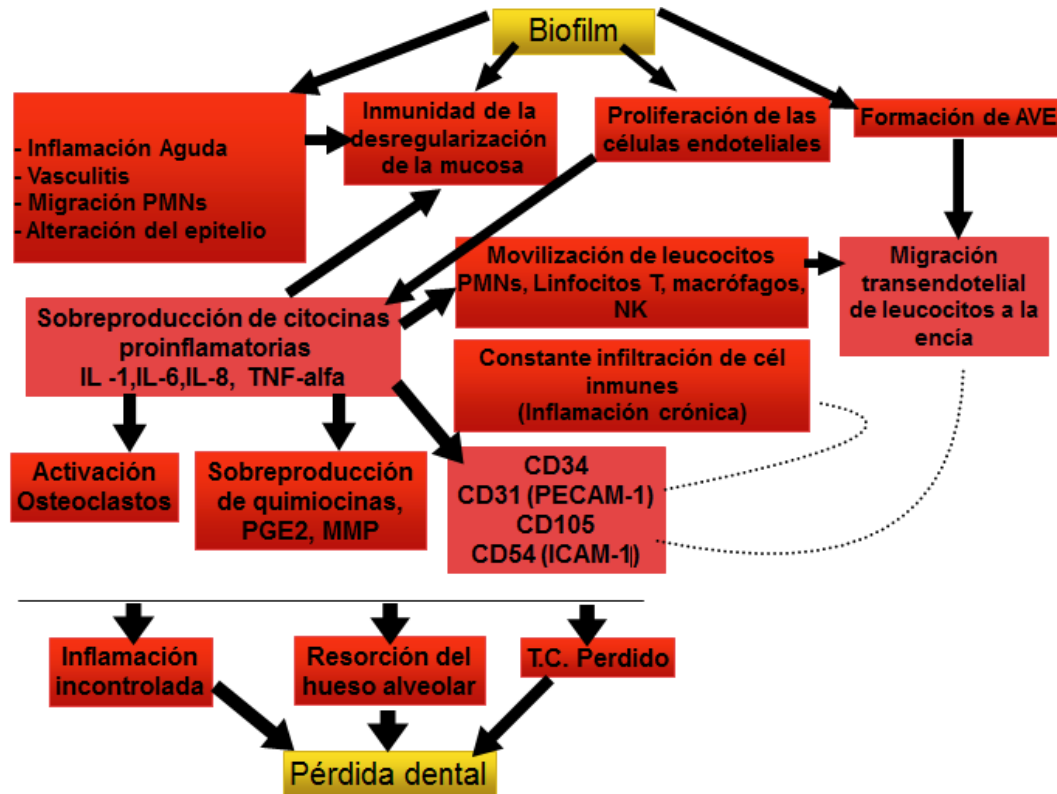 Biofilm
- Inflamación Aguda
- Vasculitis
- Migración PMNs
- Alteración del epitelio
Inmunidad de la
desregularización
de la mucosa
Proliferación de las
células endoteliales
Formación de AVE
Movilización de leucocitos
PMNs, Linfocitos T, macrófagos,
NK
Migración
transendotelial
de leucocitos a la
encía
Sobreproducción de citocinas
proinflamatorias
IL -1,IL-6,IL-8, TNF-alfa
Constante infiltración de cél
inmunes
(Inflamación crónica)
Activación
Osteoclastos
Sobreproducción
de quimiocinas,
PGE2, MMP
CD34
CD31 (PECAM-1)
CD105
CD54 (ICAM-1)
Inflamación
incontrolada
Resorción del
hueso alveolar
T.C. Perdido
Pérdida dental